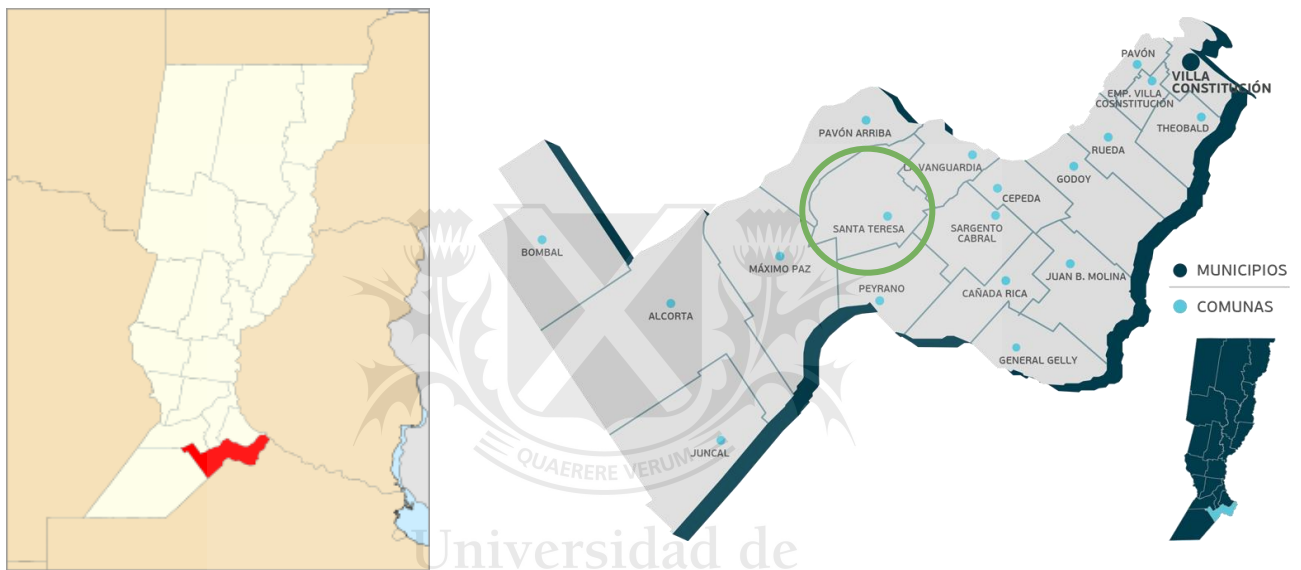 PAVÓN
VILLA
CONSTITUCIÓN
EMP. VILLA
COSNSTITUCIÓN
THEOBALD
PAVÓN ARRIBA
RUEDA
LA VANGUARDIA
GODOY
CEPEDA
SANTA TERESA
SARGENTO
CABRAL
BOMBAL
MÁXIMO PAZ
JUAN B. MOLINA
MUNICIPIOS
PEYRANO
CAÑADA RICA
COMUNAS
ALCORTA
GENERAL GELLY
JUNCAL
QUAERERE VERUM
Universidad de